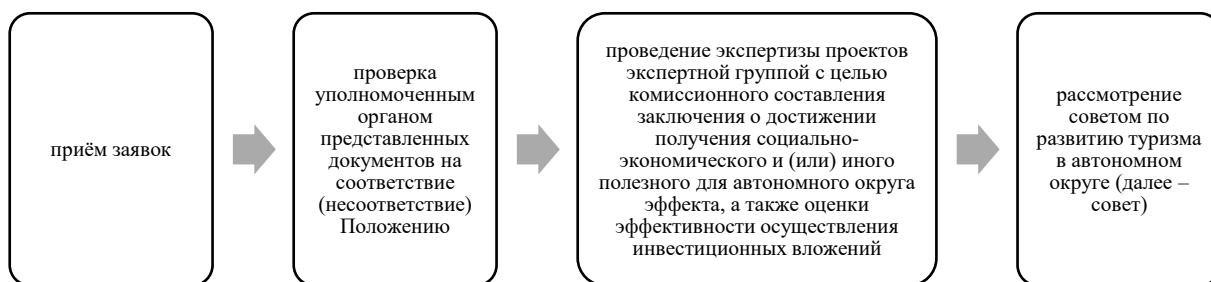 приём заявок
проверка
уполномоченным
органом
представленных
документов на
соответствие
(несоответствие)
Положению
проведение экспертизы проектов
экспертной группой с целью
комиссионного составления
заключения о достижении
получения социально-
экономического и (или) иного
полезного для автономного округа
эффекта, а также оценки
эффективности осуществления
инвестиционных вложений
рассмотрение
советом по
развитию туризма
в автономном
округе (далее –
совет)